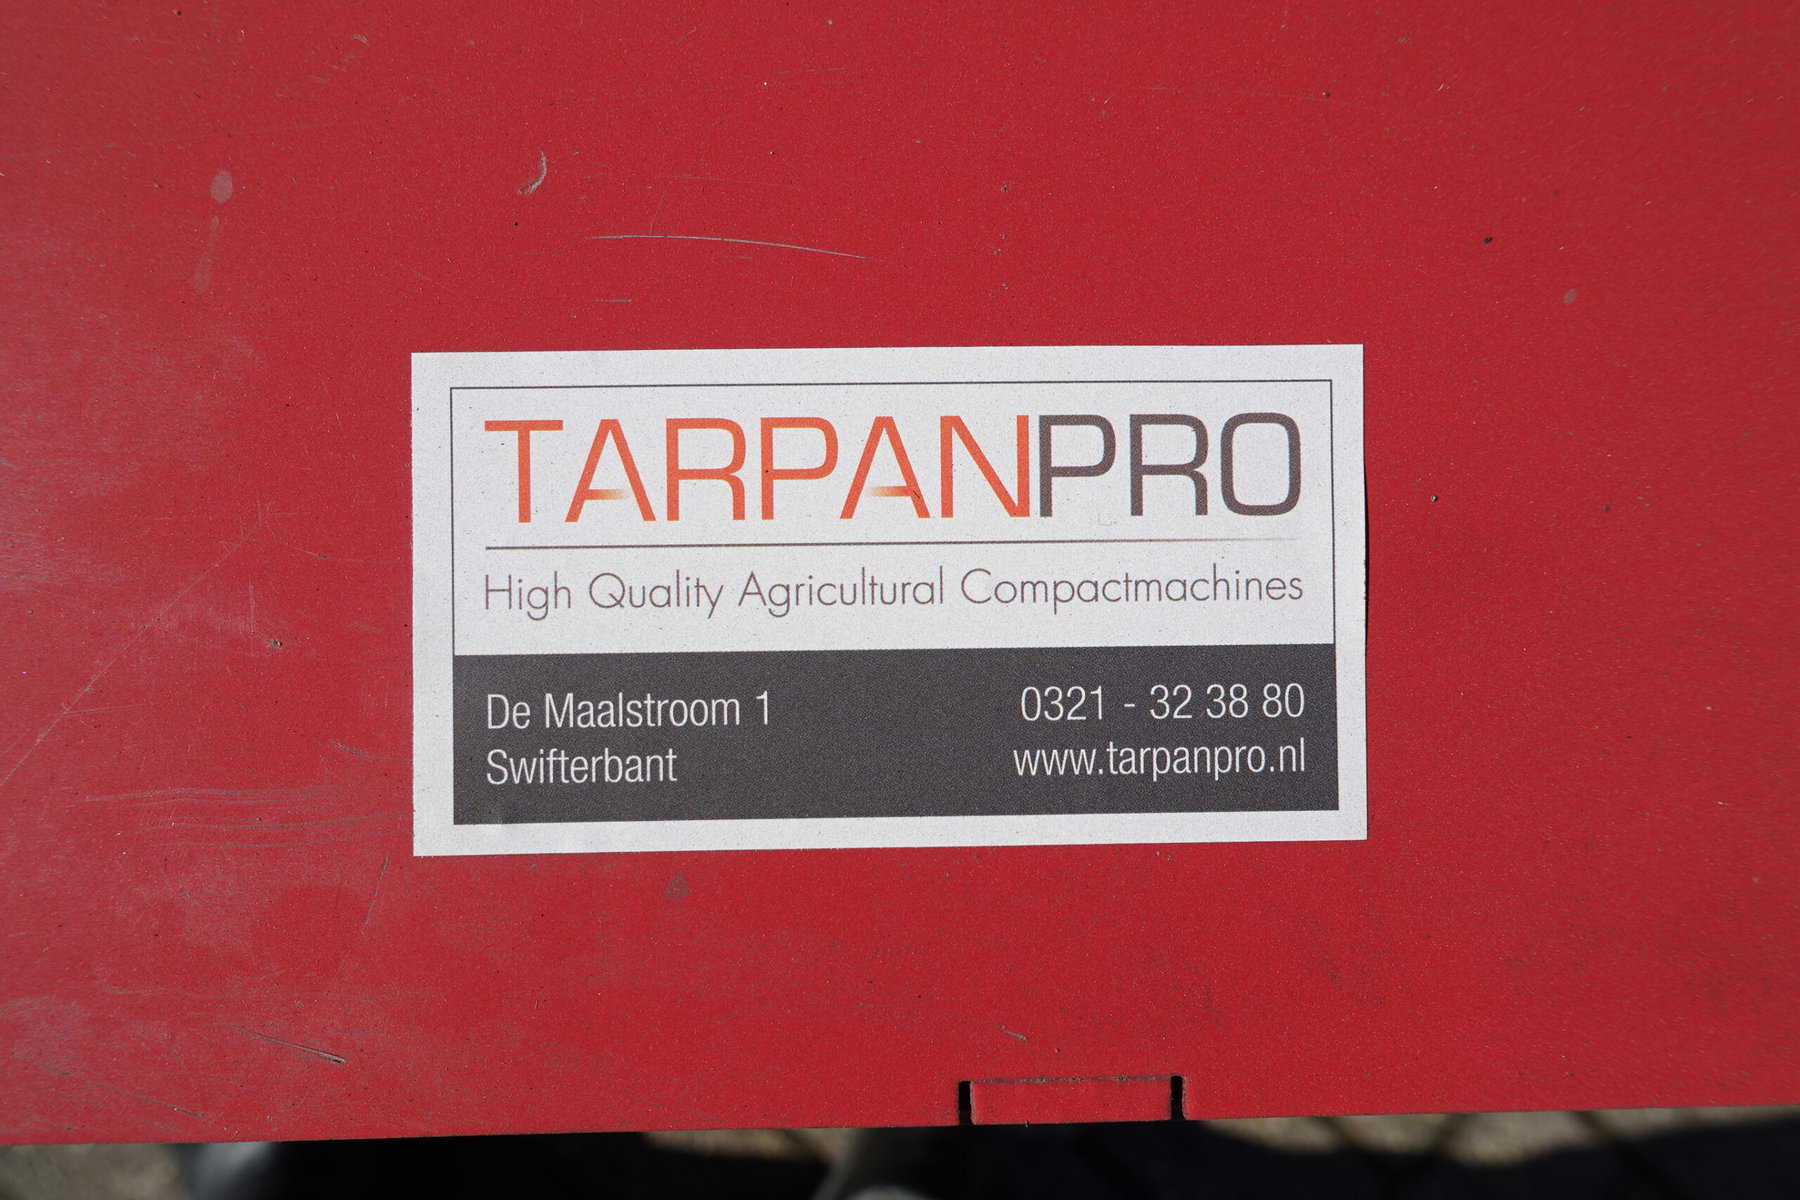 TARPANPRO
High Quality Agricultural Compactmachines
De Maalstroom 1
Swifterbant
0321 - 32 38 80
www.tarpanpro.nl